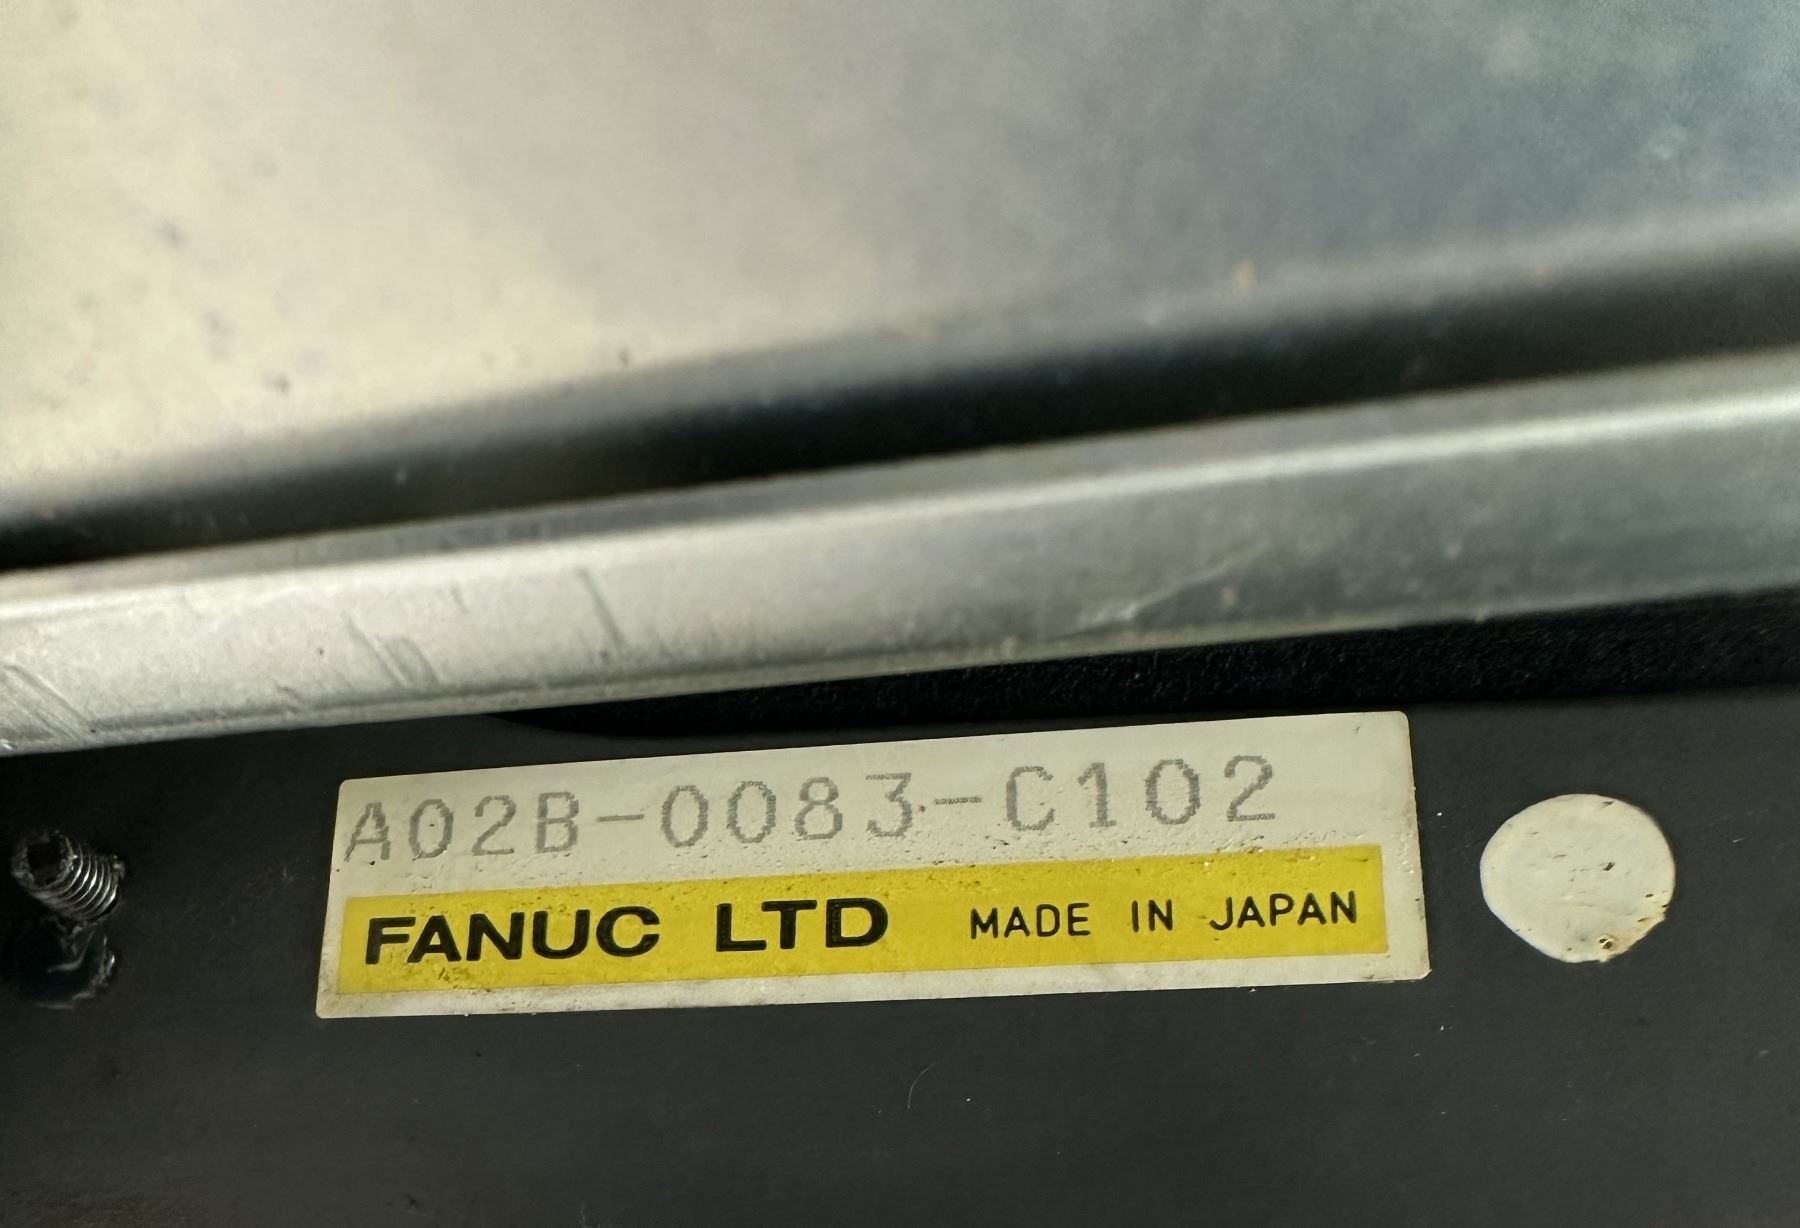 A02B-0083-C102
FANUC LTD MADE IN JAPAN